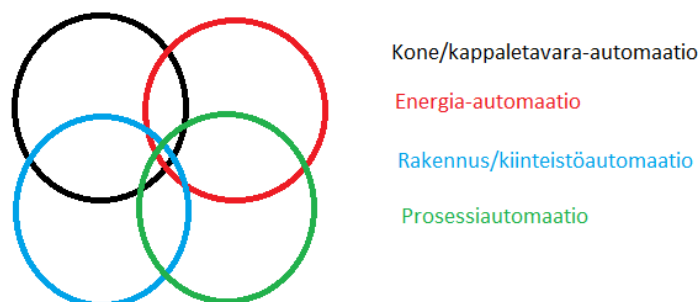 Kone/kappaletavara-automaatio
Energia-automaatio
Rakennus/kiinteistöautomaatio
Prosessiautomaatio